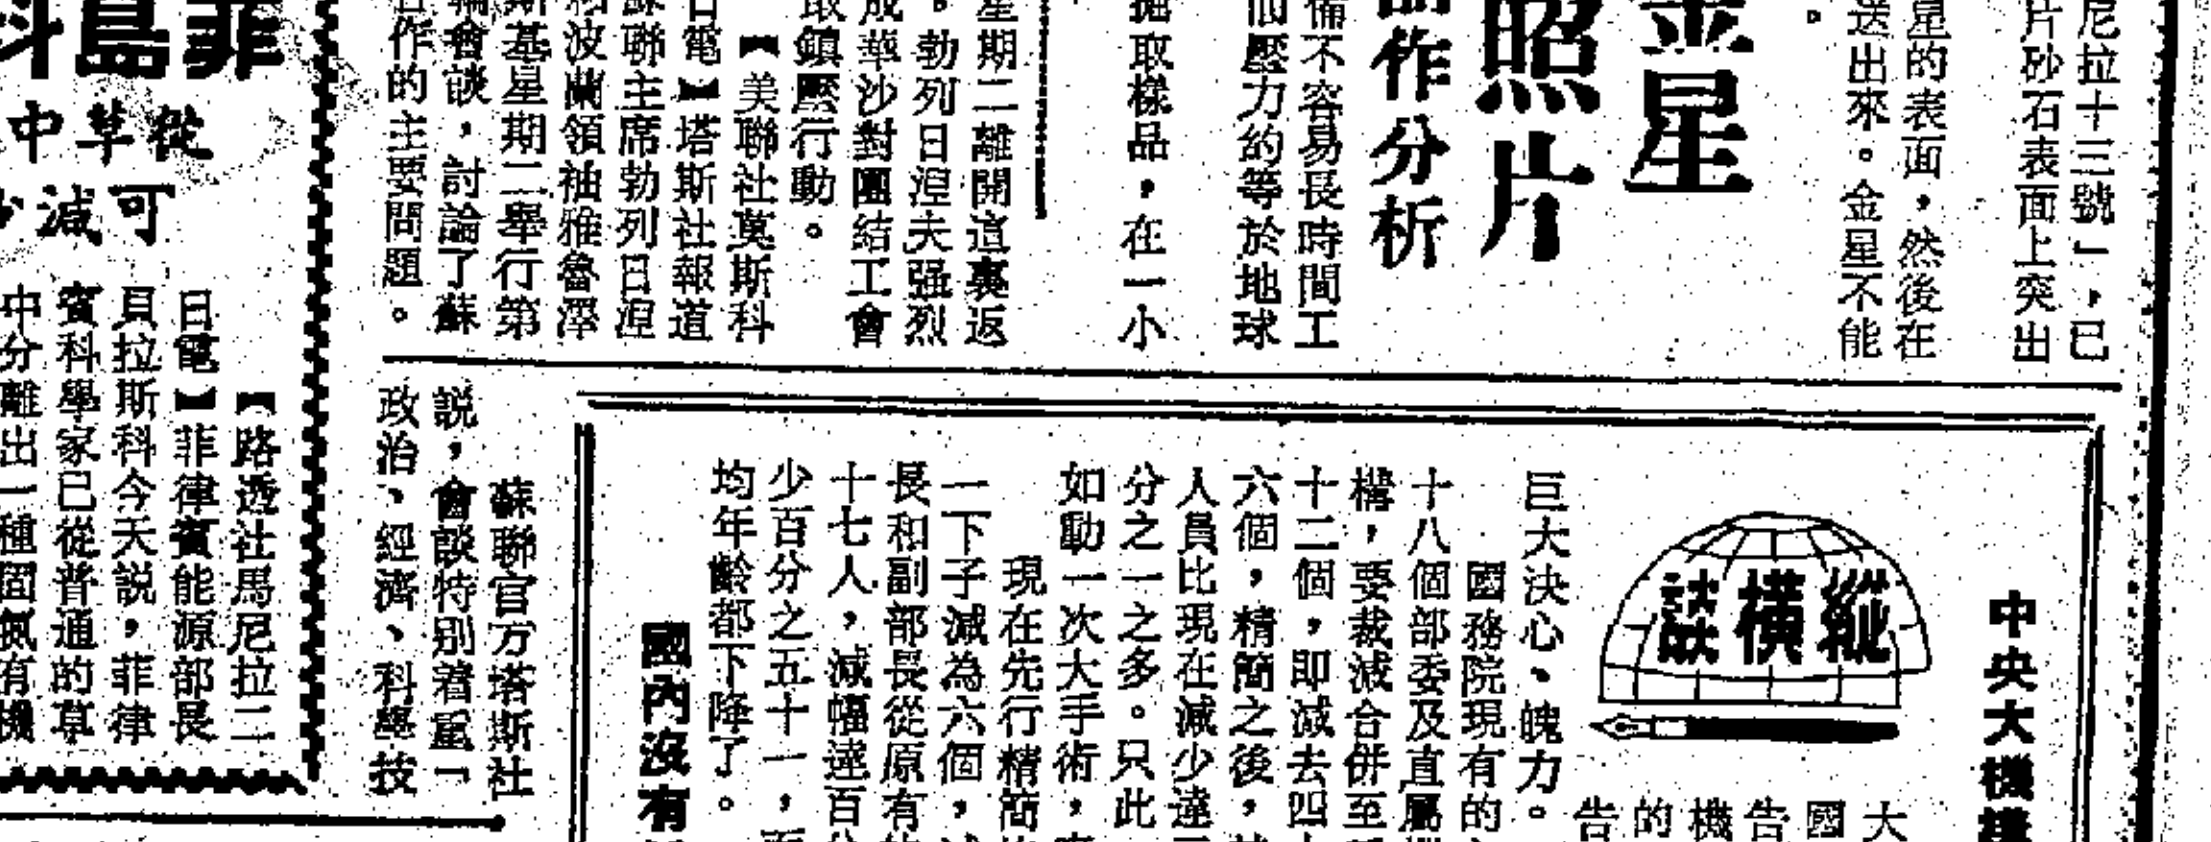 尼拉十三號」，已
片砂石表面上突出
星的表面，然後在
送出來。金星不能
。
金星
照片
作分析
備不容易長時間工
壓力約等於地球
掘取樣品，在一小
星期二離開這裏返
。勃列日涅夫强烈
成華沙對團結工會
取鎮壓行動。
【美聯社莫斯科
日電】塔斯社報道
蘇聯主席勃列日涅
和波蘭領袖雅魯澤
斯基星期二舉行第
輪會談，討論了蘇
合作的主要問題。
蘇聯官方塔斯社
説，會談特別着重「
政治、經濟、科學技
菲島科
從草中
可減少
【路透社馬尼拉二
日電】菲律賓能源部長
貝拉斯科今天説，菲律
賓科學家已從普通的草
中分離出一種固氮有機
中央大機構
縱橫談
大
國
告
機
的
告
巨大決心、魄力。
國務院現有的
十八個部委及直屬
構，要裁減合併至
十二個，即減去四
六個，精簡之後，
人員比現在減少達三
分之一之多。只此
如動一次大手術，
現在先行精簡
一下子減為六個，
長和副部長從原有
十七人，減幅達百分
少百分之五十一，
均年齡都下降了。
國內沒有